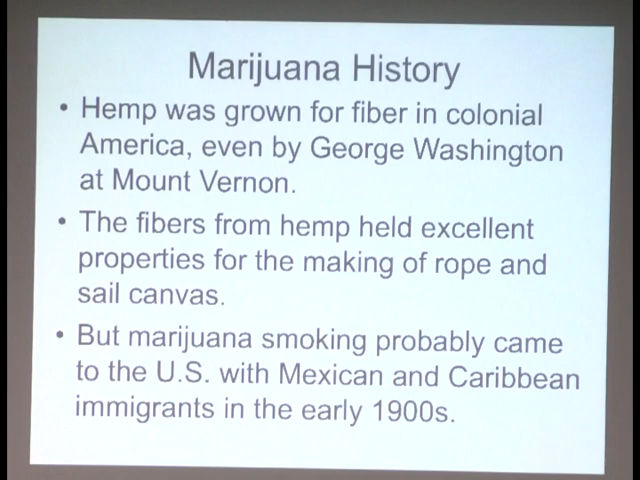 Marijuana History
• Hemp was grown for fiber in colonial
America, even by George Washington
at Mount Vernon.
• The fibers from hemp held excellent
properties for the making of rope and
sail canvas.
• But marijuana smoking probably came
to the U.S. with Mexican and Caribbean
immigrants in the early 1900s.